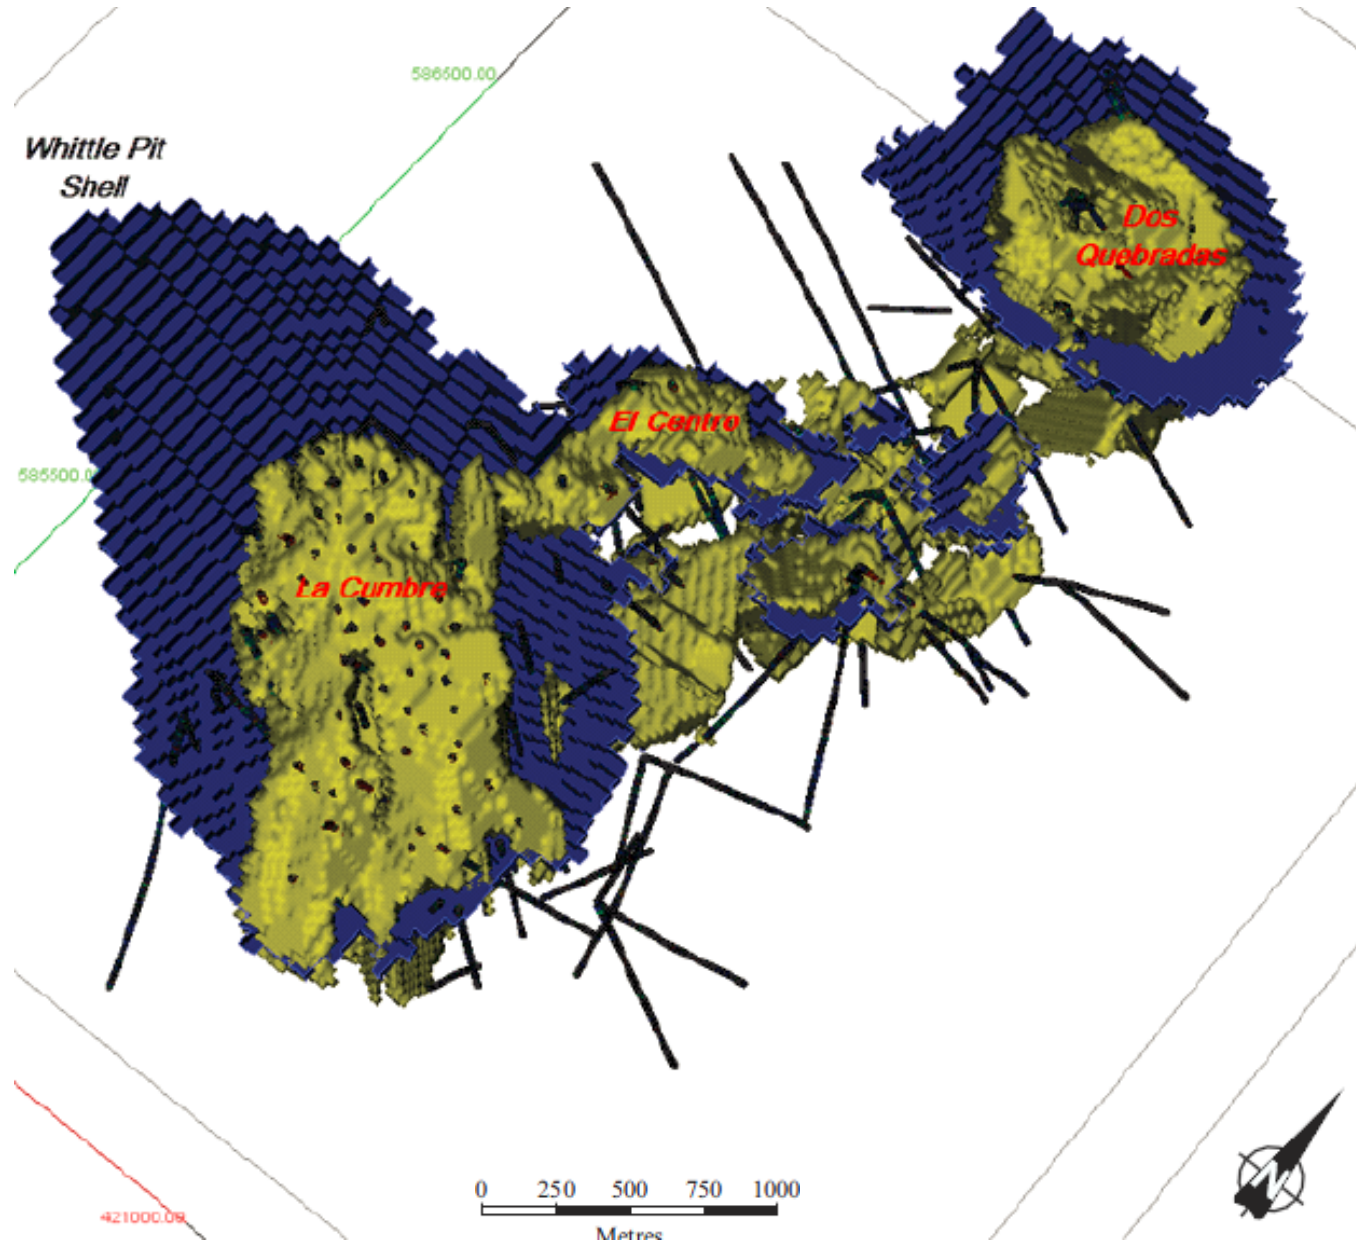 586500.00
Whittle Pit
Shell
Dos
Quebradas
El Centro
585500.00
La Cumbre
0 250 500 750 1000
Metres
N
421000.00